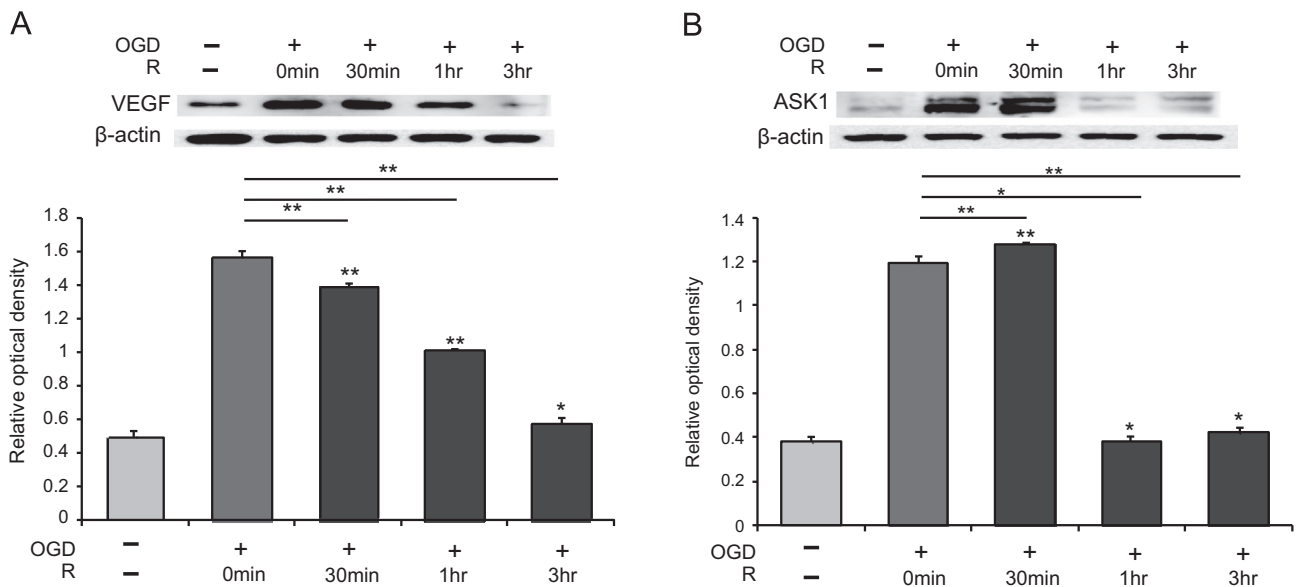 A
OGD – + + + +
R – 0min 30min 1hr 3hr
VEGF
β-actin
**
**
**
1.8
1.6
1.4
1.2
1
0.8
0.6
0.4
0.2
0
Relative optical density
**
**
*
OGD – + + + +
R – 0min 30min 1hr 3hr
B
OGD – + + + +
R – 0min 30min 1hr 3hr
ASK1
β-actin
**
*
**
1.4
1.2
1
0.8
0.6
0.4
0.2
0
Relative optical density
**
*
*
OGD – + + + +
R – 0min 30min 1hr 3hr